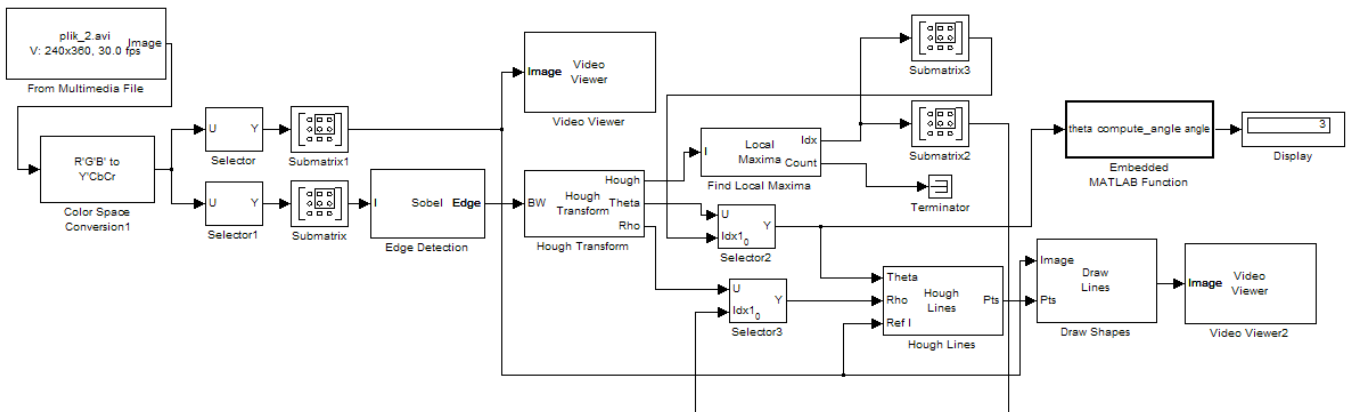 plik_2.avi
V: 240x360, 30.0 fps
Image
From Multimedia File
R'G'B' to
Y'CbCr
Color Space
Conversion1
U Y
Selector
Submatrix1
U Y
Selector1
Submatrix
I Sobel Edge
Edge Detection
Image Video
Viewer
Video Viewer
BW Hough
Transform
Hough
Theta
Rho
Hough Transform
I Local
Maxima
Idx
Count
Find Local Maxima
Submatrix3
Submatrix2
Terminator
U
Idx1₀
Y
Selector2
U
Idx1₀
Y
Selector3
Theta
Rho
Ref I
Hough
Lines
Pts
Hough Lines
theta compute_angle angle
Embedded
MATLAB Function
3
Display
Image
Pts
Draw
Lines
Draw Shapes
Image Video
Viewer
Video Viewer2